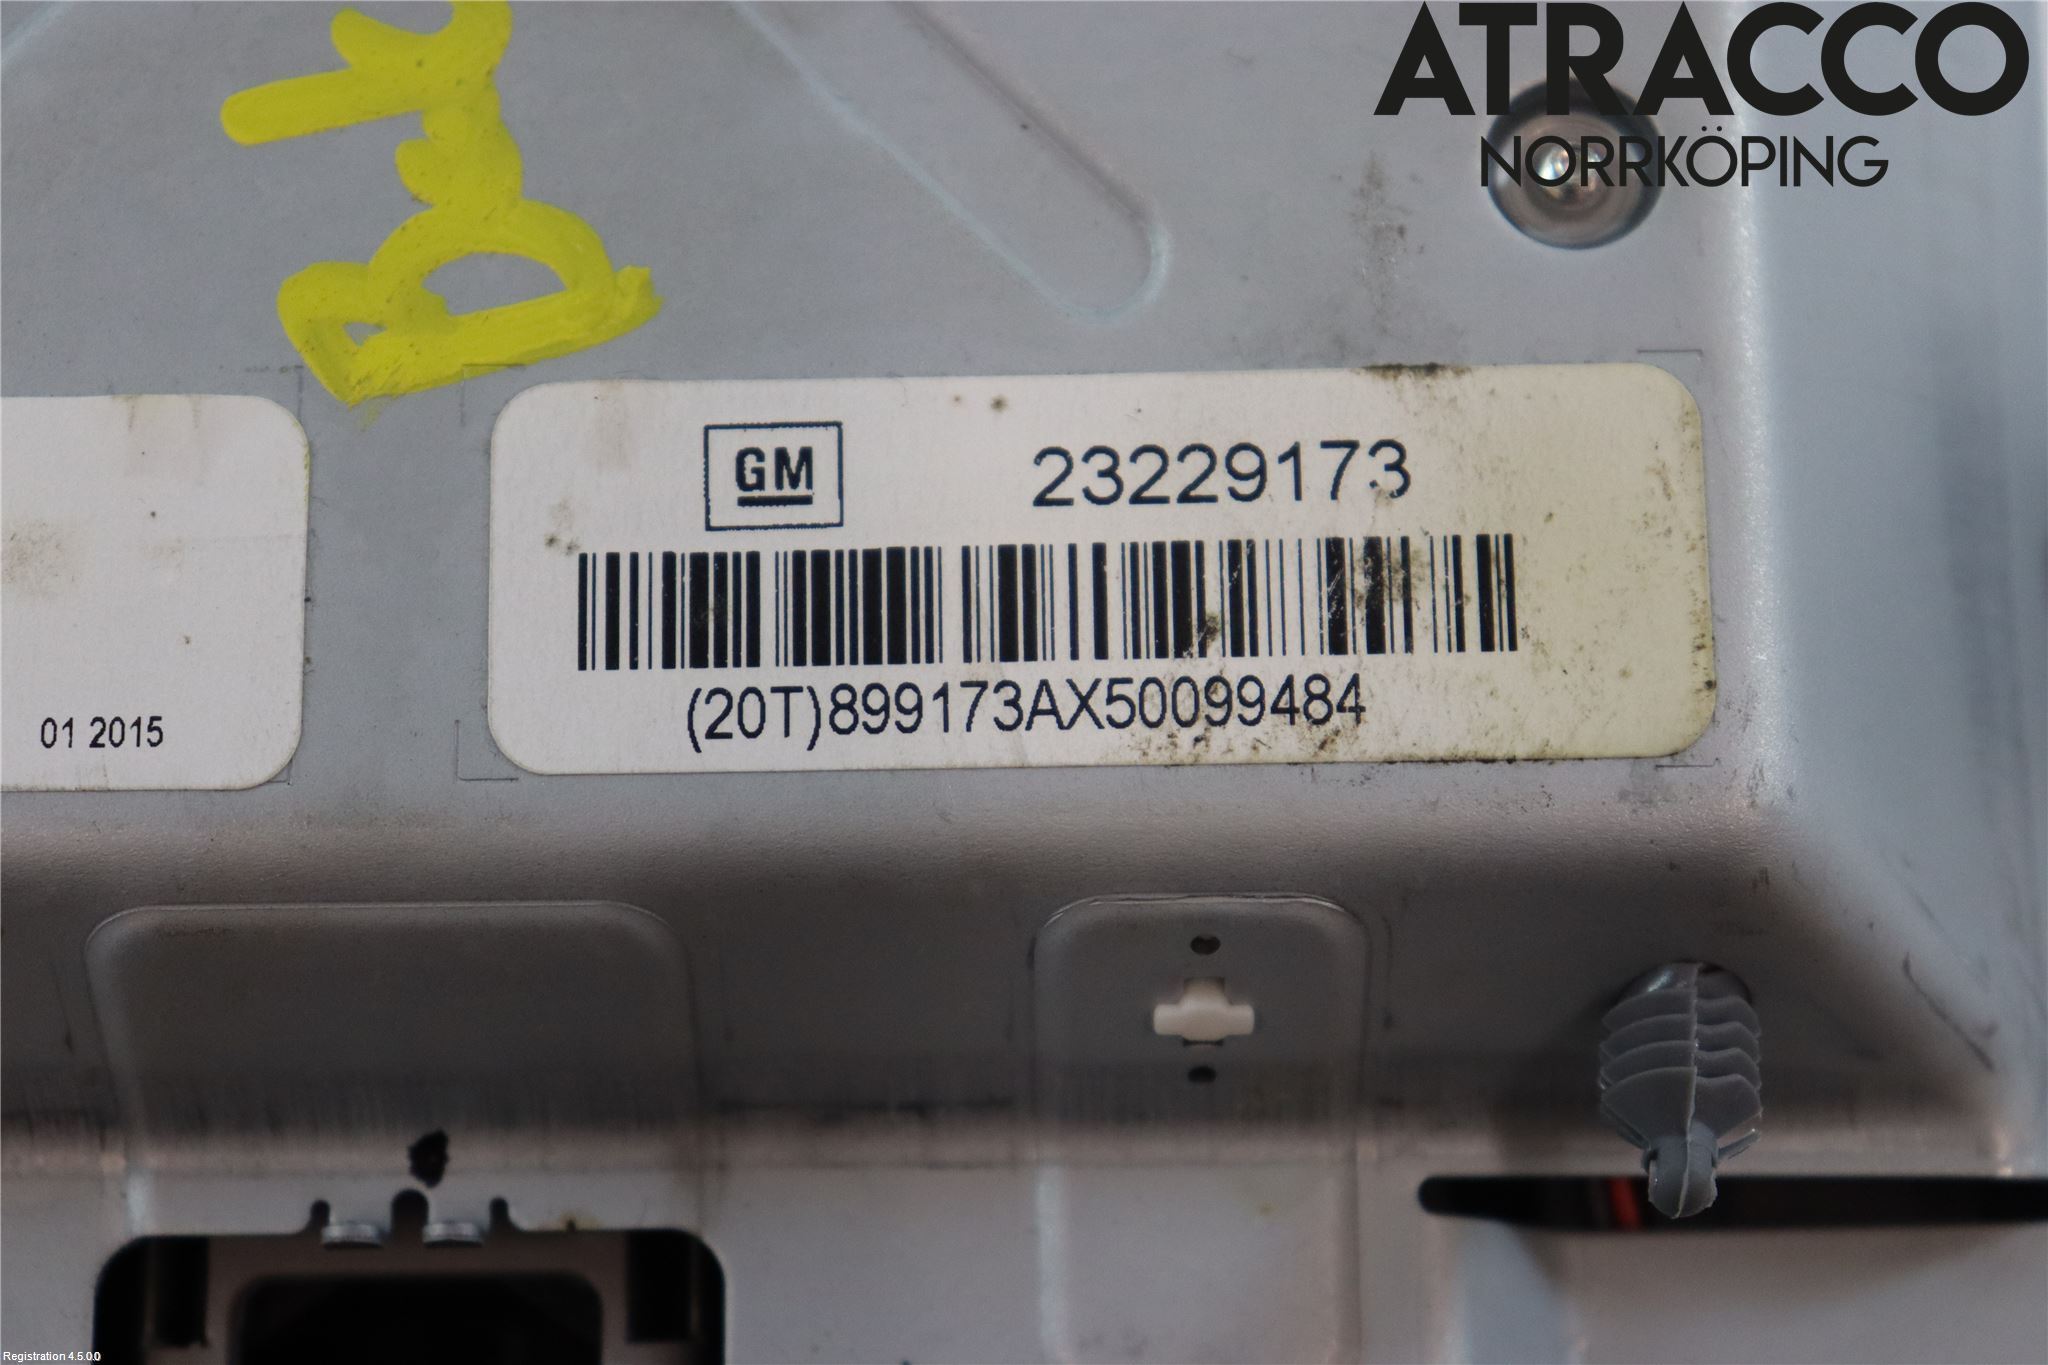 ATRACCO
NORRKÖPING
GM 23229173
(20T)899173AX50099484
01 2015
Registration 4.5.0.0